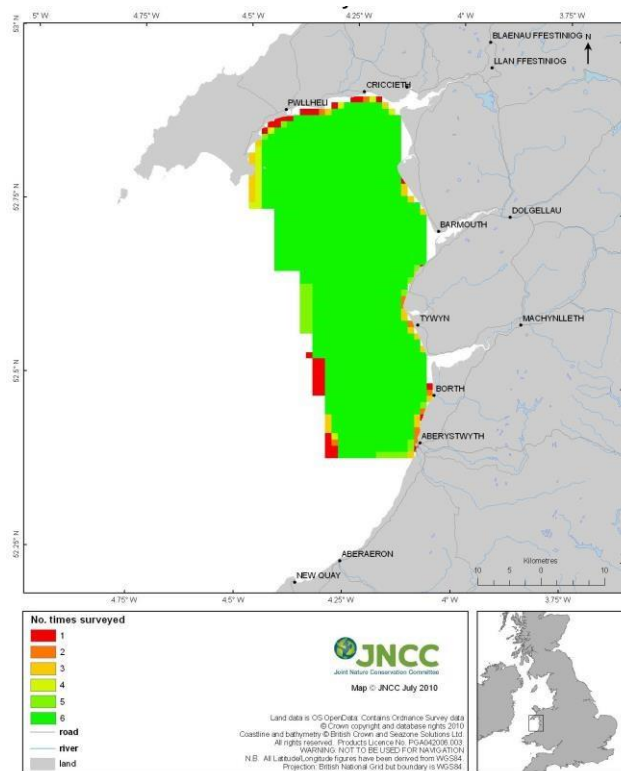 5° W
4.75° W
4.5° W
4.25° W
4° W
3.75° W
BLAENAU FFESTINIOG
N
LLAN FFESTINIOG
CRICCIETH
PWLLHELI
52.75° N
DOLGELLAU
BARMOUTH
TYWYN
MACHYNLLETH
52.5° N
BORTH
ABERYSTWYTH
52.25° N
ABERAERON
Kilometres
10 5 0 10
NEW QUAY
4.75° W
4.5° W
4.25° W
4° W
3.75° W
No. times surveyed
1
2
3
4
5
6
road
river
land
JNCC
Joint Nature Conservation Committee
Map © JNCC July 2010
Land data is OS OpenData: Contains Ordnance Survey data
© Crown copyright and database rights 2010
Coastline and bathymetry © British Crown and Seazone Solutions Ltd.
All rights reserved. Products Licence No. PGA042006.003
WARNING: NOT TO BE USED FOR NAVIGATION
N.B. All Latitude/Longitude figures have been derived from WGS84
Projection: British National Grid but boundary is WGS84